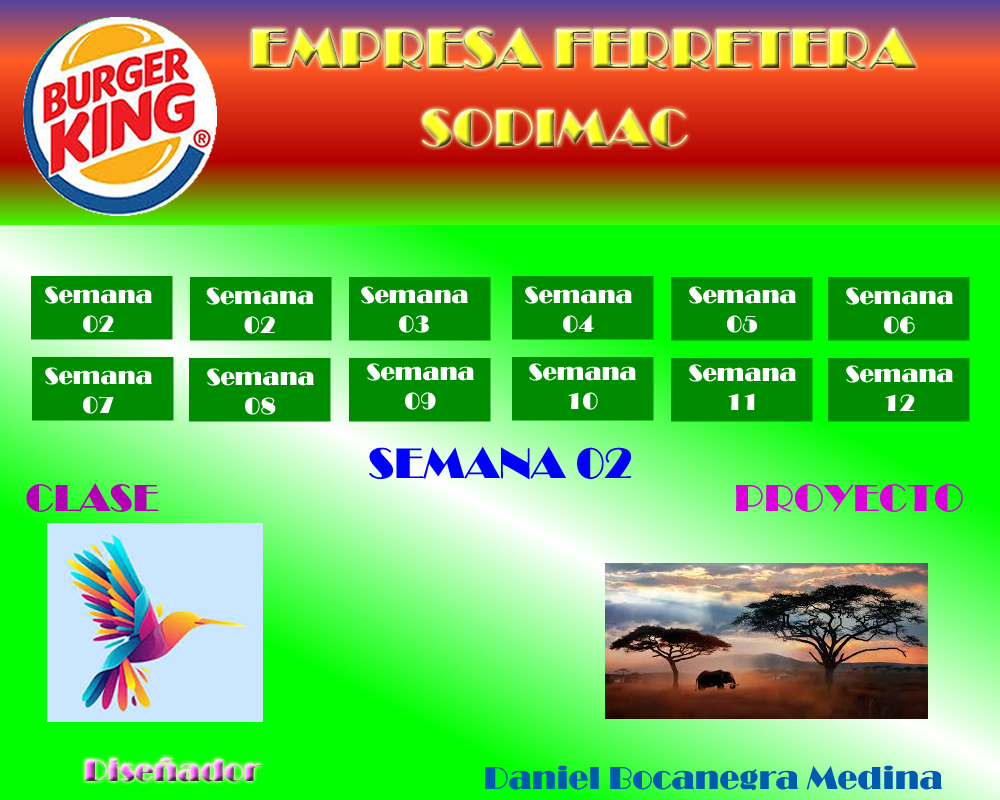 BURGER
KING
®
EMPRESA FERRETERA
SODIMAC
Semana
02
Semana
02
Semana
03
Semana
04
Semana
05
Semana
06
Semana
07
Semana
08
Semana
09
Semana
10
Semana
11
Semana
12
SEMANA 02
CLASE
PROYECTO
Diseñador
Daniel Bocanegra Medina